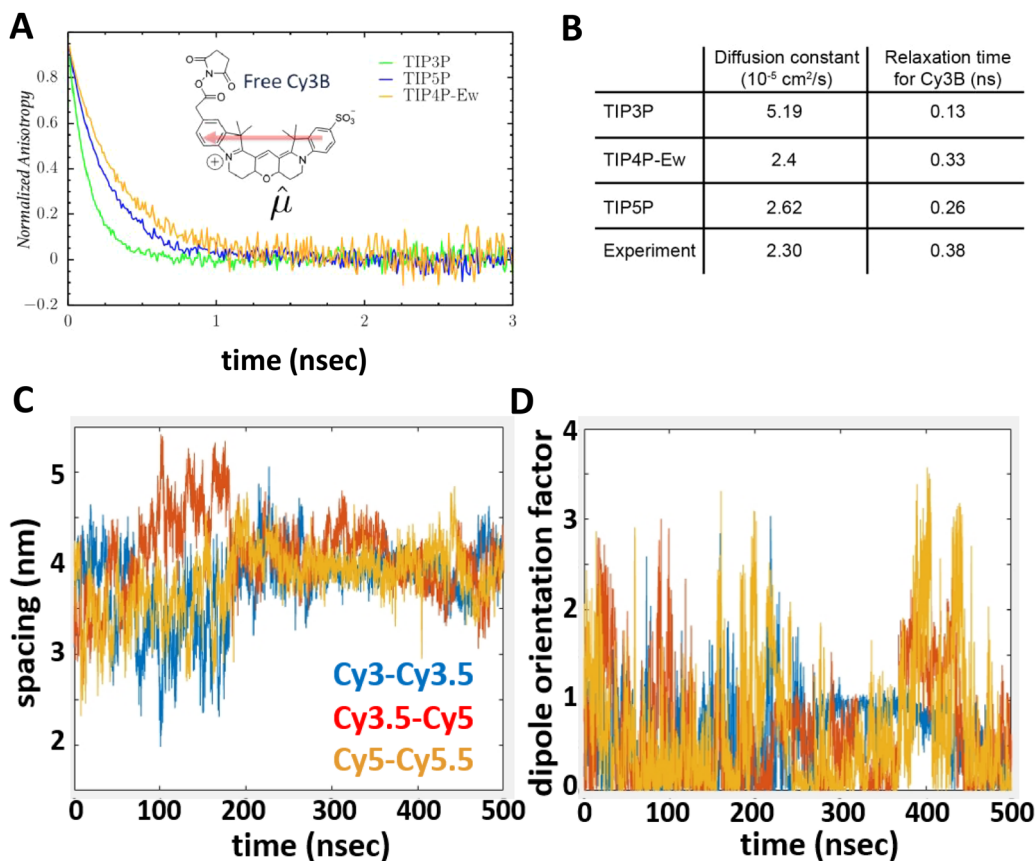 A
0.8
0.6
0.4
0.2
0
−0.2
Normalized Anisotropy
0
1
2
3
time (nsec)
Free Cy3B
TIP3P
TIP5P
TIP4P-Ew
O
N
O
O
O
SO3-
N
+
O
N
μ̂
B
Diffusion constant
(10-5 cm2/s)
Relaxation time
for Cy3B (ns)
TIP3P 5.19 0.13
TIP4P-Ew 2.4 0.33
TIP5P 2.62 0.26
Experiment 2.30 0.38
C
spacing (nm)
5
4
3
2
Cy3-Cy3.5
Cy3.5-Cy5
Cy5-Cy5.5
0 100 200 300 400 500
time (nsec)
D
dipole orientation factor
4
3
2
1
0
0 100 200 300 400 500
time (nsec)